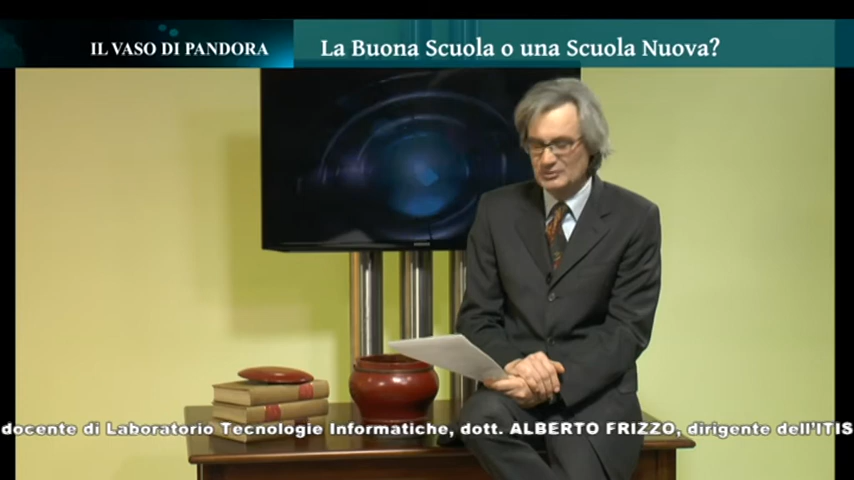 IL VASO DI PANDORA
La Buona Scuola o una Scuola Nuova?
docente di Laboratorio Tecnologie Informatiche, dott. ALBERTO FRIZZO, dirigente dell'ITIS